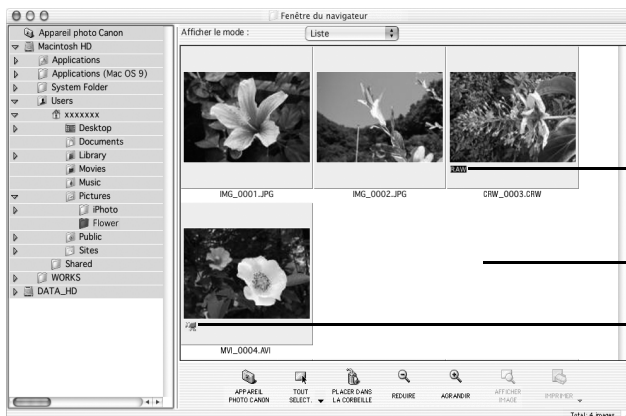 Fenêtre du navigateur
Appareil photo Canon
Macintosh HD
Applications
Applications (Mac OS 9)
System Folder
Users
xxxxxxx
Desktop
Documents
Library
Movies
Music
Pictures
iPhoto
Flower
Public
Sites
Shared
WORKS
DATA_HD
Afficher le mode :
Liste
RAW
IMG_0001.JPG
IMG_0002.JPG
CRW_0003.CRW
MVI_0004.AVI
APPAREIL
PHOTO CANON
TOUT
SELECT.
PLACER DANS
LA CORBEILLE
REDUIRE
AGRANDIR
AFFICHER
IMAGE
IMPRIMER
Total: 4 images